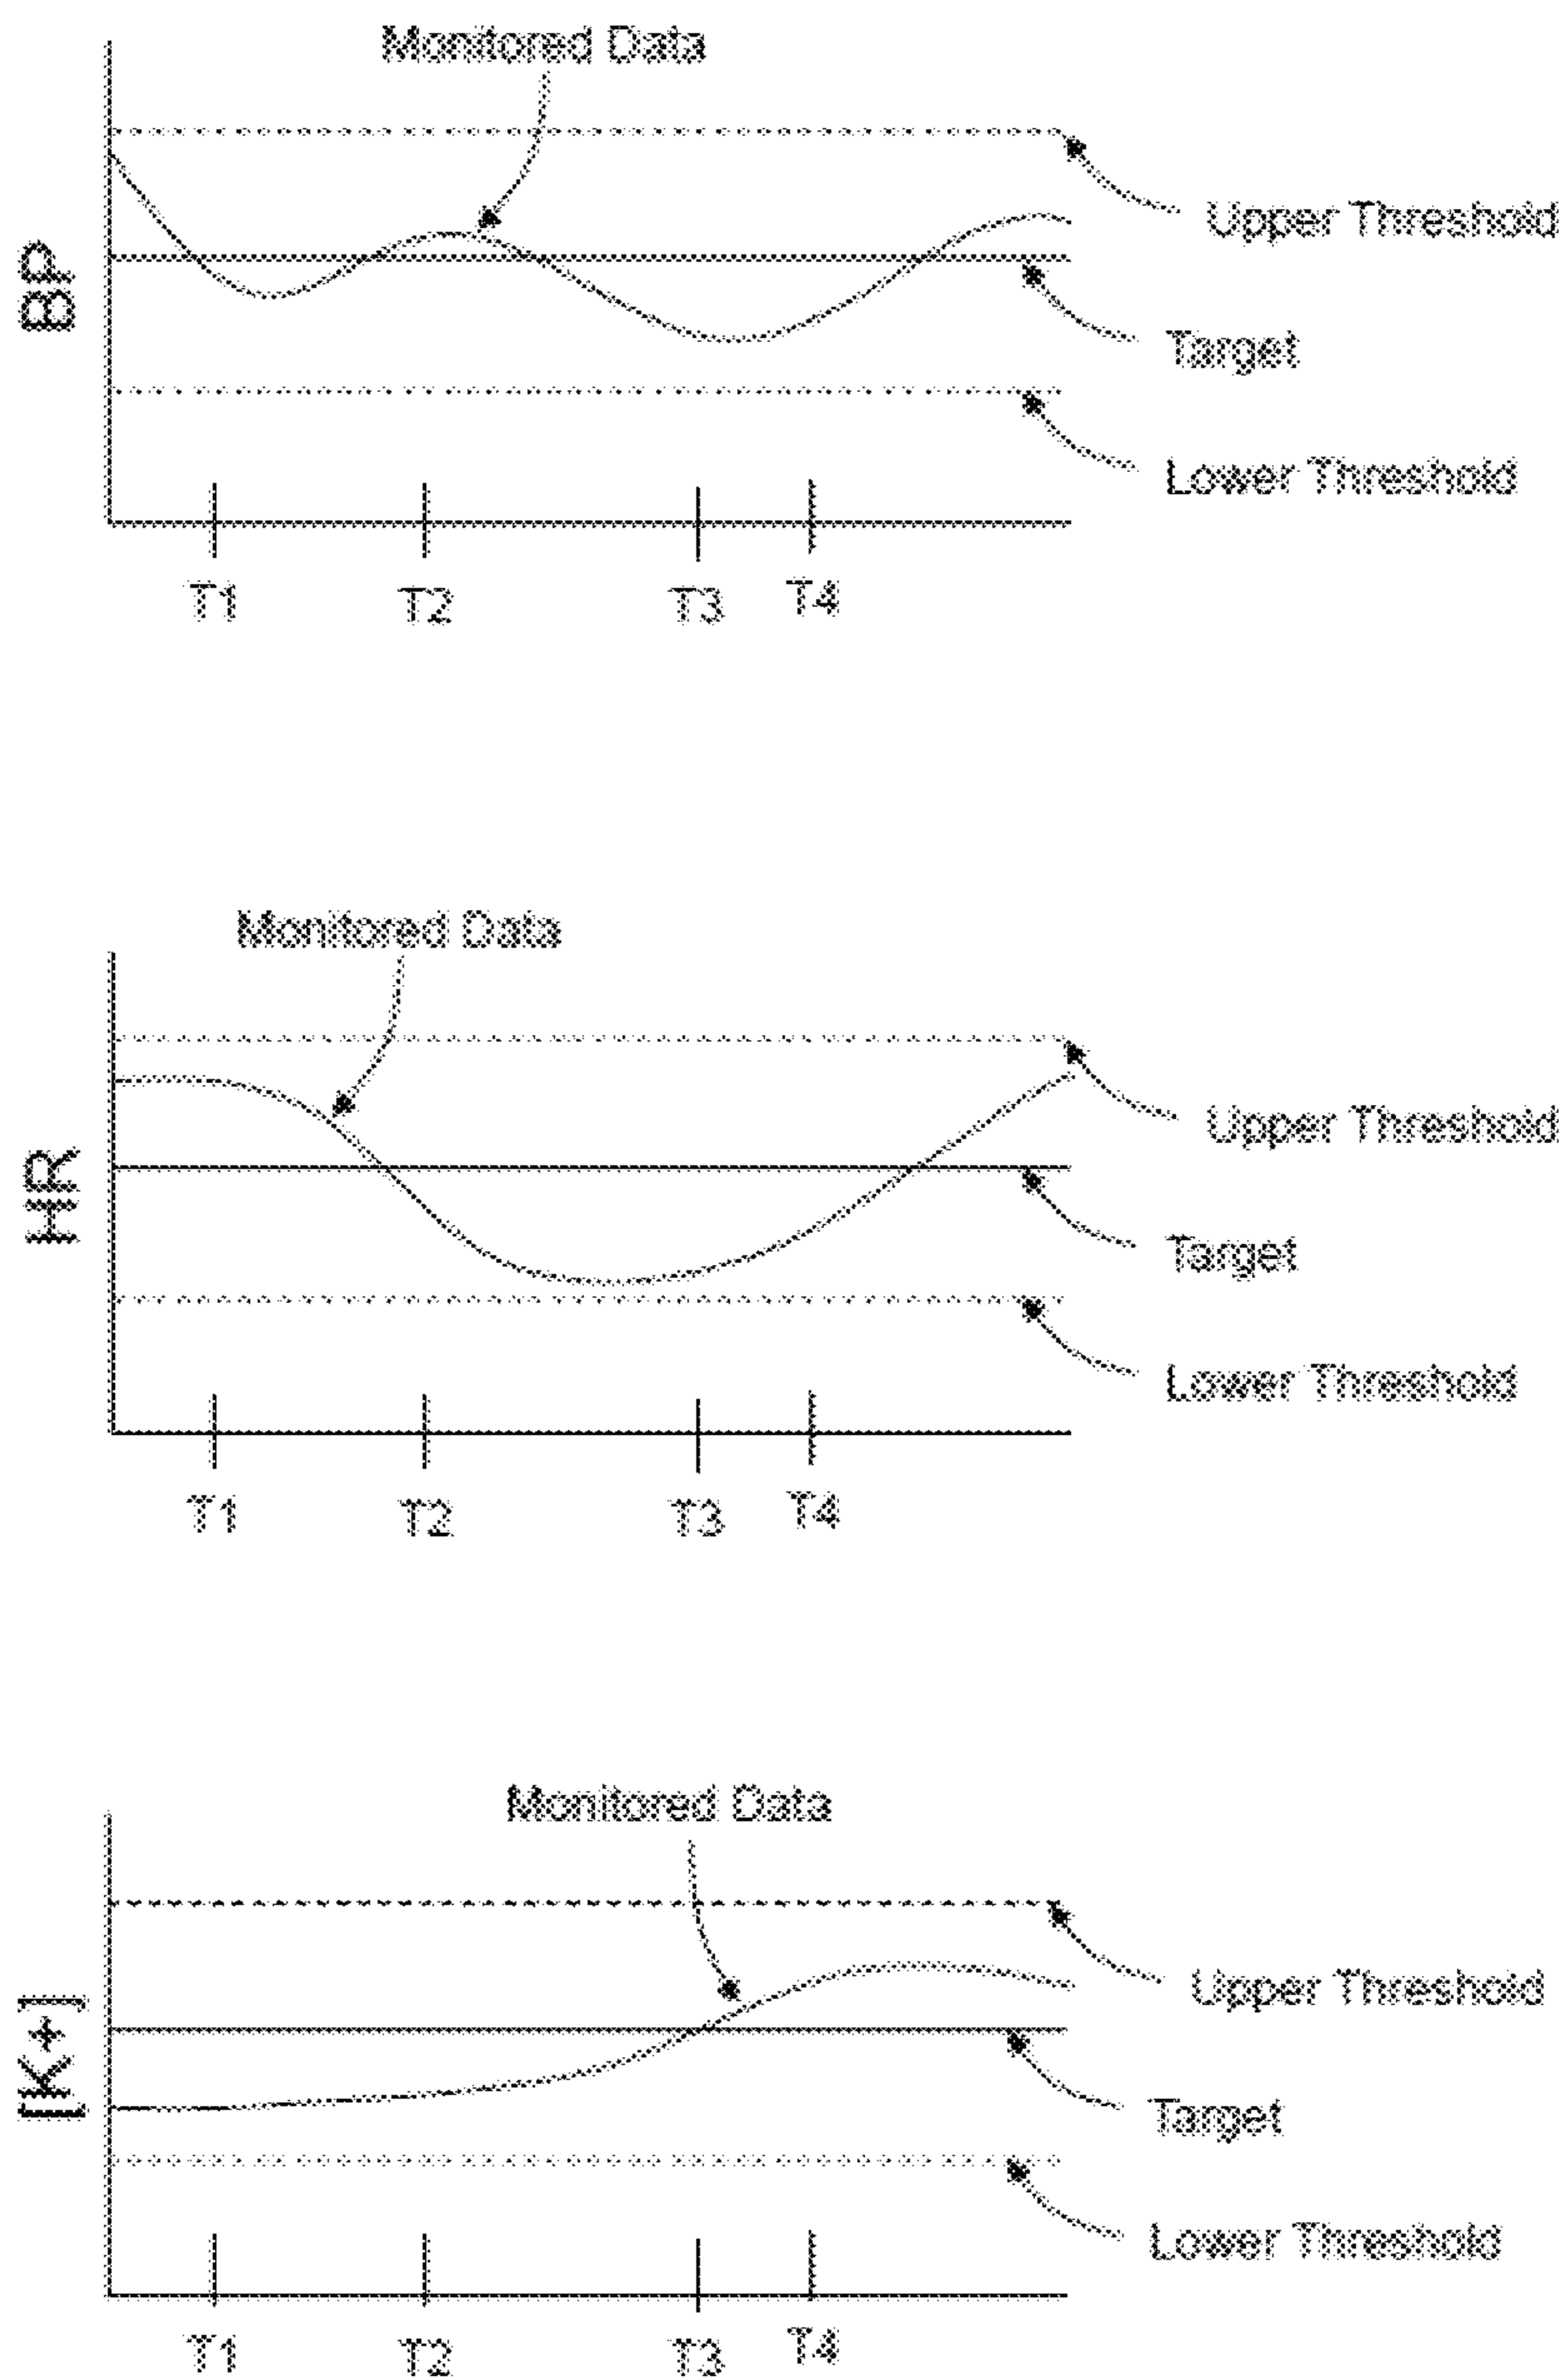 Monitored Data
Upper Threshold
BP
Target
Lower Threshold
T1 T2 T3 T4
Monitored Data
Upper Threshold
HR
Target
Lower Threshold
T1 T2 T3 T4
Monitored Data
Upper Threshold
[K+]
Target
Lower Threshold
T1 T2 T3 T4